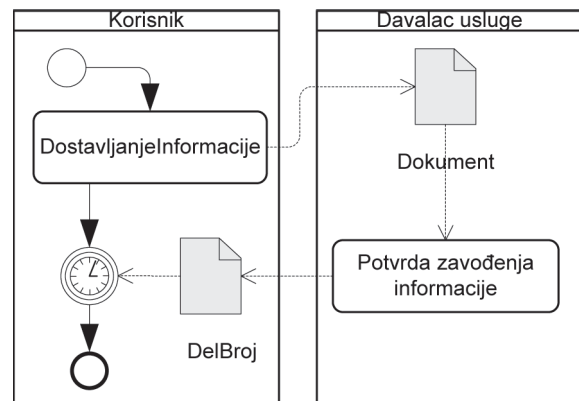 Korisnik
Davalac usluge
DostavljanjeInformacije
Dokument
Potvrda zavođenja
informacije
DelBroj